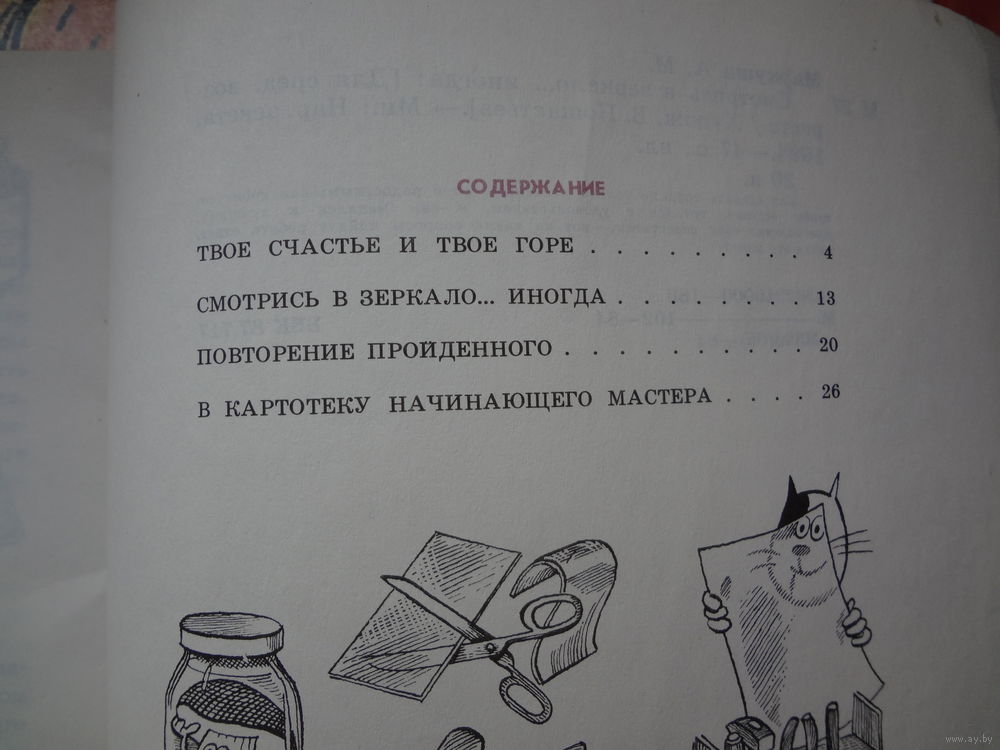 СОДЕРЖАНИЕ
ТВОЕ СЧАСТЬЕ И ТВОЕ ГОРЕ . . . . . . . . . 4
СМОТРИСЬ В ЗЕРКАЛО... ИНОГДА . . . . . . . . 13
ПОВТОРЕНИЕ ПРОЙДЕННОГО . . . . . . . . . . 20
В КАРТОТЕКУ НАЧИНАЮЩЕГО МАСТЕРА . . . . 26
www.ay.by